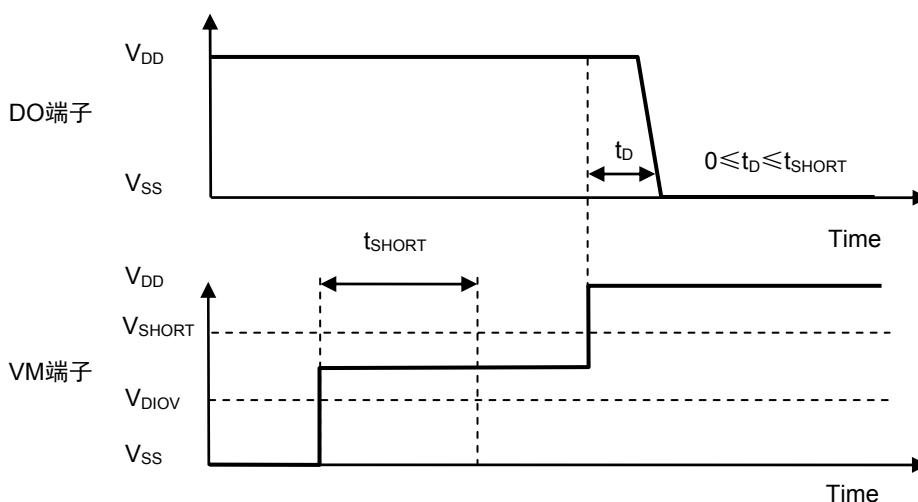 VDD
DO端子
tD
0≦tD≦tSHORT
VSS
Time
tSHORT
VDD
VSHORT
VM端子
VDIOV
VSS
Time